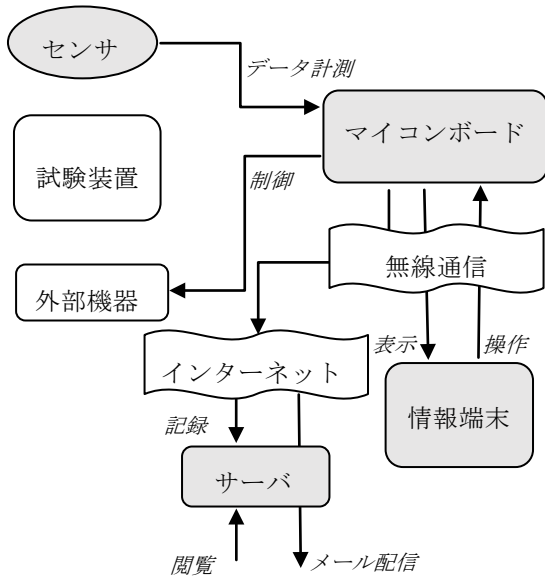 センサ
データ計測
マイコンボード
試験装置
制御
無線通信
外部機器
インターネット
表示
操作
情報端末
記録
サーバ
閲覧
メール配信